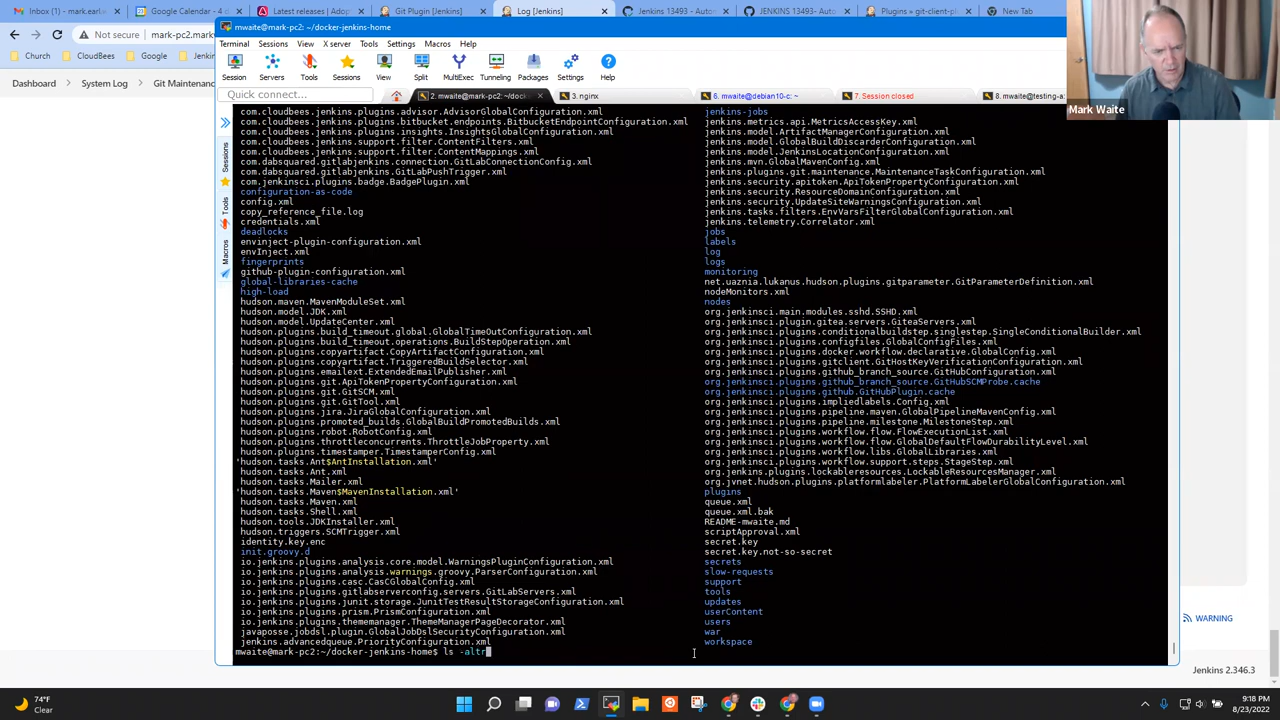 Mail - Earlwin
Android Apps
Latest releases | Adopt
Git Plugin [Jenkins]
Log [Jenkins]
Jenkins 13493 - Adopt
JENKINS 13493 - Adopt
Plugins × git-client-plugi
New Tab
mwaite@mark-pc2: ~/docker-jenkins-home
Not secure
mark-pc2.mark
Terminal Sessions View X server Tools Settings Macros Help
Church
CloudBees
Session Servers Tools Sessions View Split MultiExec Tunneling Packages Settings Help
Dashboard System Log Git Maintenanc
Quick connect...
2. mwaite@mark-pc2: ~/dock
3. nginx
6. mwaite@debian10-c: ~
7. Session closed
8. mwaite@testing-a:
Mark Waite
Sessions
Tools
Macros
com.cloudbees.jenkins.plugins.advisor.AdvisorGlobalConfiguration.xml
com.cloudbees.jenkins.plugins.bitbucket.endpoints.BitbucketEndpointConfiguration.xml
com.cloudbees.jenkins.plugins.insights.InsightsGlobalConfiguration.xml
com.cloudbees.jenkins.support.filter.ContentFilters.xml
com.cloudbees.jenkins.support.filter.ContentMappings.xml
com.dabsquared.gitlabjenkins.connection.GitLabConnectionConfig.xml
com.dabsquared.gitlabjenkins.GitLabPushTrigger.xml
com.jenkinsci.plugins.badge.BadgePlugin.xml
configuration-as-code
config.xml
copy_reference_file.log
credentials.xml
deadlocks
envinject-plugin-configuration.xml
envInject.xml
fingerprints
github-plugin-configuration.xml
global-libraries-cache
high-load
hudson.maven.MavenModuleSet.xml
hudson.model.JDK.xml
hudson.model.UpdateCenter.xml
hudson.plugins.build_timeout.global.GlobalTimeOutConfiguration.xml
hudson.plugins.build_timeout.operations.BuildStepOperation.xml
hudson.plugins.copyartifact.CopyArtifactConfiguration.xml
hudson.plugins.copyartifact.TriggeredBuildSelector.xml
hudson.plugins.emailext.ExtendedEmailPublisher.xml
hudson.plugins.git.ApiTokenPropertyConfiguration.xml
hudson.plugins.git.GitSCM.xml
hudson.plugins.git.GitTool.xml
hudson.plugins.jira.JiraGlobalConfiguration.xml
hudson.plugins.promoted_builds.GlobalBuildPromotedBuilds.xml
hudson.plugins.robot.RobotConfig.xml
hudson.plugins.throttleconcurrents.ThrottleJobProperty.xml
hudson.plugins.timestamper.TimestamperConfig.xml
'hudson.tasks.Ant$AntInstallation.xml'
hudson.tasks.Ant.xml
hudson.tasks.Mailer.xml
'hudson.tasks.Maven$MavenInstallation.xml'
hudson.tasks.Maven.xml
hudson.tasks.Shell.xml
hudson.tools.JDKInstaller.xml
hudson.triggers.SCMTrigger.xml
identity.key.enc
init.groovy.d
io.jenkins.plugins.analysis.core.model.WarningsPluginConfiguration.xml
io.jenkins.plugins.analysis.warnings.groovy.ParserConfiguration.xml
io.jenkins.plugins.casc.CasCGlobalConfig.xml
io.jenkins.plugins.gitlabserverconfig.servers.GitLabServers.xml
io.jenkins.plugins.junit.storage.JunitTestResultStorageConfiguration.xml
io.jenkins.plugins.prism.PrismConfiguration.xml
io.jenkins.plugins.thememanager.ThemeManagerPageDecorator.xml
javaposse.jobdsl.plugin.GlobalJobDslSecurityConfiguration.xml
jenkins.advancedqueue.PriorityConfiguration.xml
jenkins-jobs
jenkins.metrics.api.MetricsAccessKey.xml
jenkins.model.ArtifactManagerConfiguration.xml
jenkins.model.GlobalBuildDiscarderConfiguration.xml
jenkins.model.JenkinsLocationConfiguration.xml
jenkins.mvn.GlobalMavenConfig.xml
jenkins.plugins.git.maintenance.MaintenanceTaskConfiguration.xml
jenkins.security.apitoken.ApiTokenPropertyConfiguration.xml
jenkins.security.ResourceDomainConfiguration.xml
jenkins.security.UpdateSiteWarningsConfiguration.xml
jenkins.tasks.filters.EnvVarsFilterGlobalConfiguration.xml
jenkins.telemetry.Correlator.xml
jobs
labels
log
logs
monitoring
net.uaznia.lukanus.hudson.plugins.gitparameter.GitParameterDefinition.xml
nodeMonitors.xml
nodes
org.jenkinsci.main.modules.sshd.SSHD.xml
org.jenkinsci.plugin.gitea.servers.GiteaServers.xml
org.jenkinsci.plugins.conditionalbuildstep.singlestep.SingleConditionalBuilder.xml
org.jenkinsci.plugins.configfiles.GlobalConfigFiles.xml
org.jenkinsci.plugins.docker.workflow.declarative.GlobalConfig.xml
org.jenkinsci.plugins.gitclient.GitHostKeyVerificationConfiguration.xml
org.jenkinsci.plugins.github_branch_source.GitHubConfiguration.xml
org.jenkinsci.plugins.github_branch_source.GitHubSCMProbe.cache
org.jenkinsci.plugins.github.GitHubPlugin.cache
org.jenkinsci.plugins.impliedlabels.Config.xml
org.jenkinsci.plugins.pipeline.maven.GlobalPipelineMavenConfig.xml
org.jenkinsci.plugins.pipeline.milestone.MilestoneStep.xml
org.jenkinsci.plugins.workflow.flow.FlowExecutionList.xml
org.jenkinsci.plugins.workflow.flow.GlobalDefaultFlowDurabilityLevel.xml
org.jenkinsci.plugins.workflow.libs.GlobalLibraries.xml
org.jenkinsci.plugins.workflow.support.steps.StageStep.xml
org.jenkins.plugins.lockableresources.LockableResourcesManager.xml
org.jvnet.hudson.plugins.platformlabeler.PlatformLabelerGlobalConfiguration.xml
plugins
queue.xml
queue.xml.bak
README-mwaite.md
scriptApproval.xml
secret.key
secret.key.not-so-secret
secrets
slow-requests
support
tools
updates
userContent
users
war
workspace
mwaite@mark-pc2:~/docker-jenkins-home$ ls -altr
WARNING
Jenkins 2.346.3
74°F
Clear
9:18 PM
8/23/2022